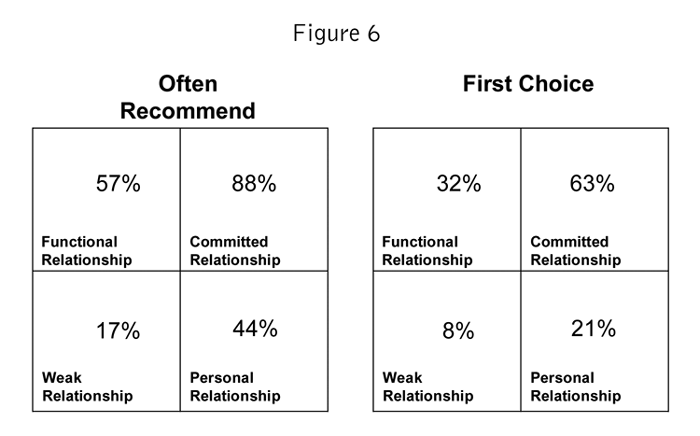 Figure 6
Often
Recommend
57%
88%
Functional
Relationship
Committed
Relationship
17%
44%
Weak
Relationship
Personal
Relationship
First Choice
32%
63%
Functional
Relationship
Committed
Relationship
8%
21%
Weak
Relationship
Personal
Relationship